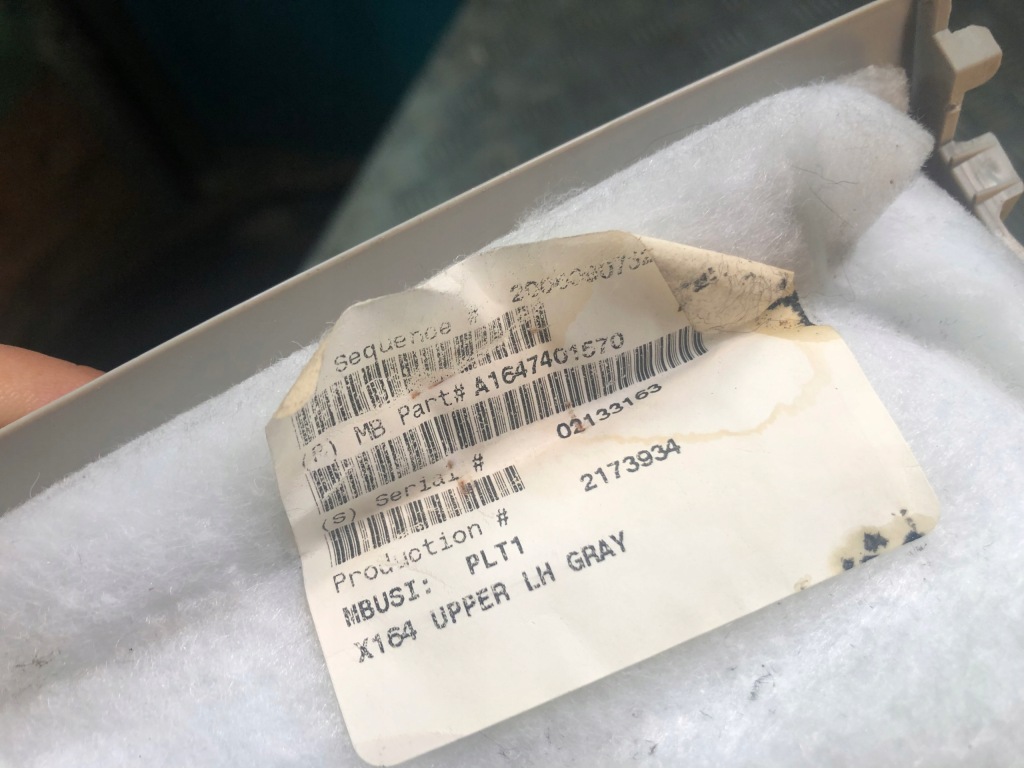 Sequence #
(P) MB Part# A1647401570
(S) Serial # 02133163
Production # 2173934
MBUSI: PLT1
X164 UPPER LH GRAY